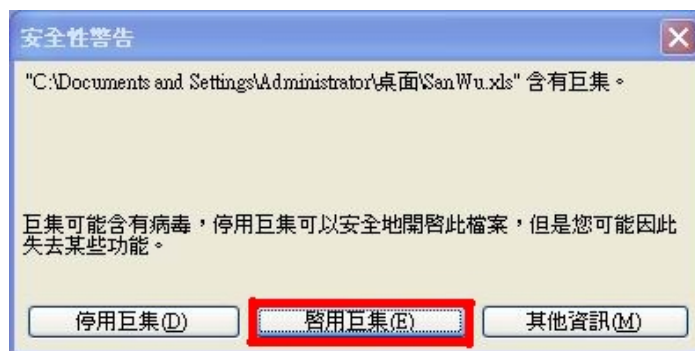 安全性警告
"C:\Documents and Settings\Administrator\桌面\SanWu.xls" 含有巨集。
巨集可能含有病毒，停用巨集可以安全地開啓此檔案，但是您可能因此
失去某些功能。
停用巨集(D) 啓用巨集(E) 其他資訊(M)